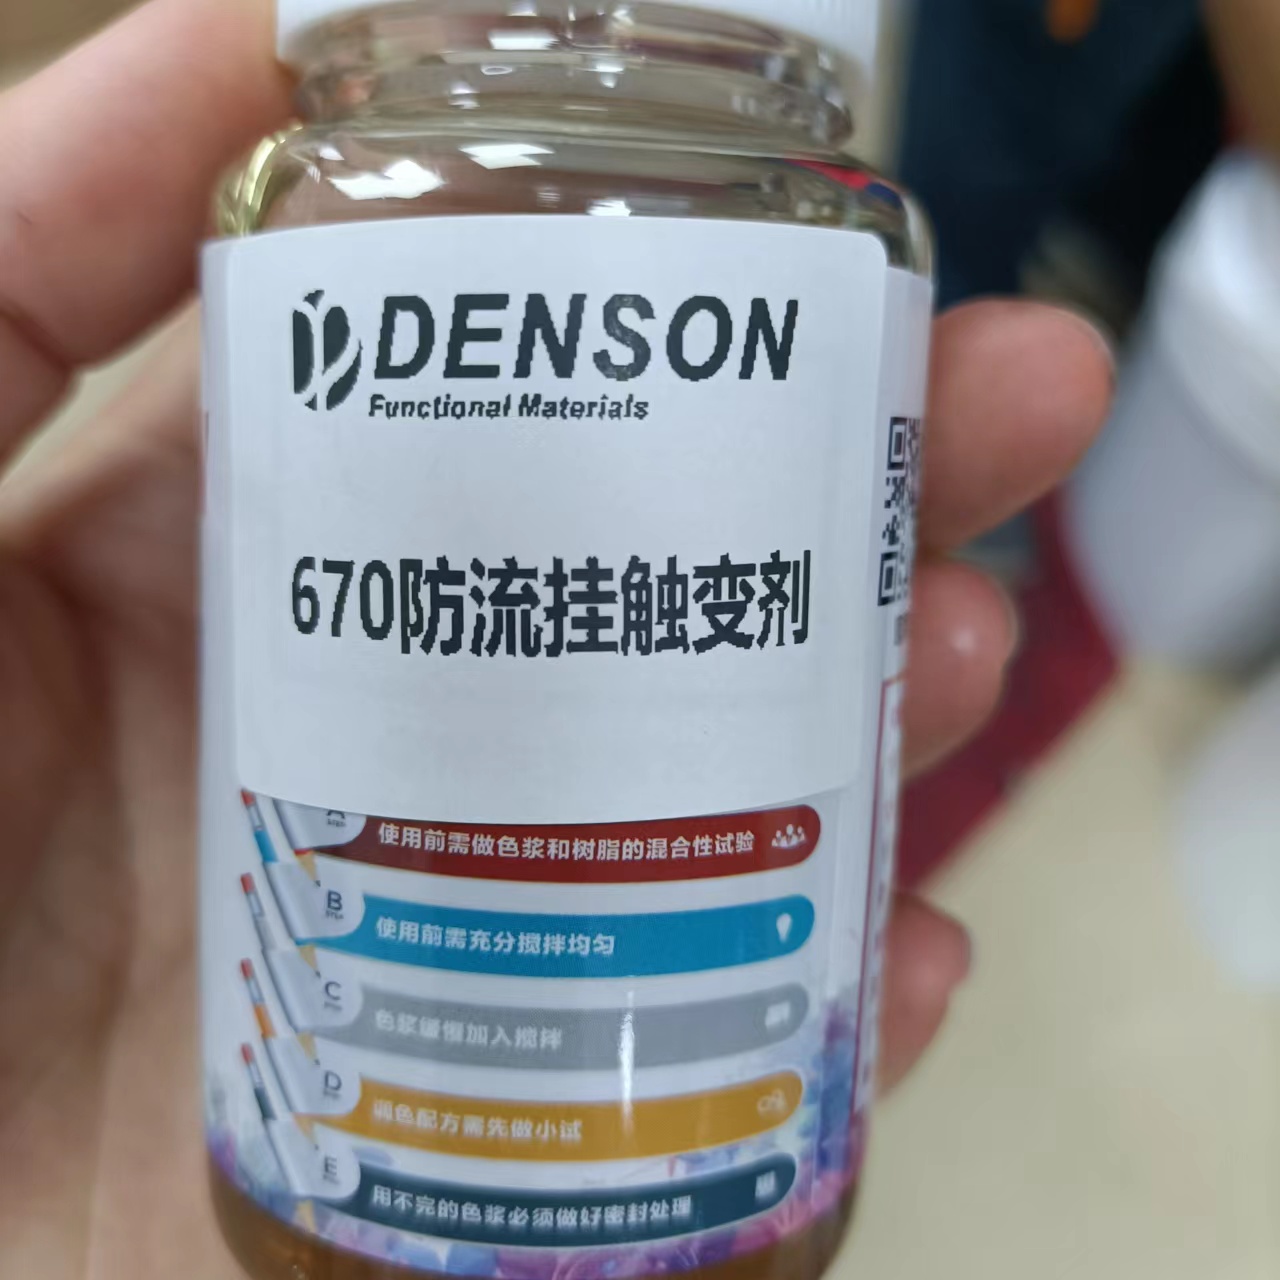 DENSON
Functional Materials
670防流挂触变剂
A
使用前需做色浆和树脂的混合性试验
B
使用前需充分搅拌均匀
C
色浆缓慢加入搅拌
D
调色配方需先做小试
E
用不完的色浆必须做好密封处理